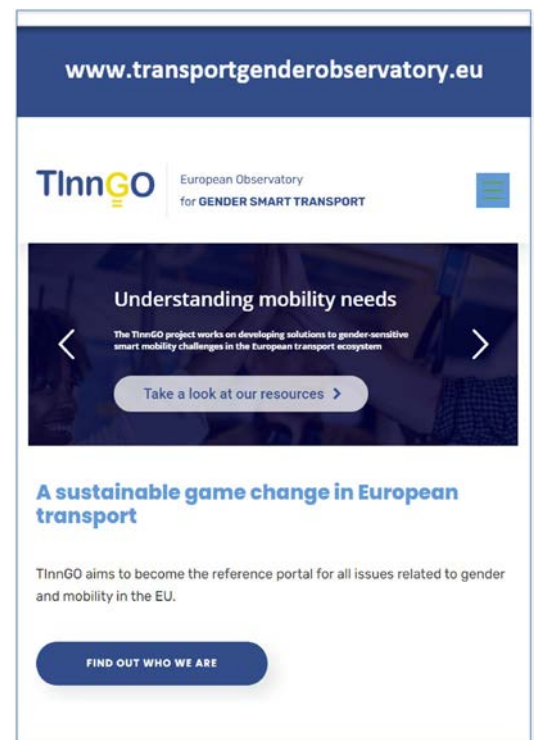 www.transportgenderobservatory.eu
TInnGO
European Observatory
for GENDER SMART TRANSPORT
Understanding mobility needs
The TInnGO project works on developing solutions to gender-sensitive
smart mobility challenges in the European transport ecosystem
Take a look at our resources
A sustainable game change in European
transport
TInnGO aims to become the reference portal for all issues related to gender
and mobility in the EU.
FIND OUT WHO WE ARE